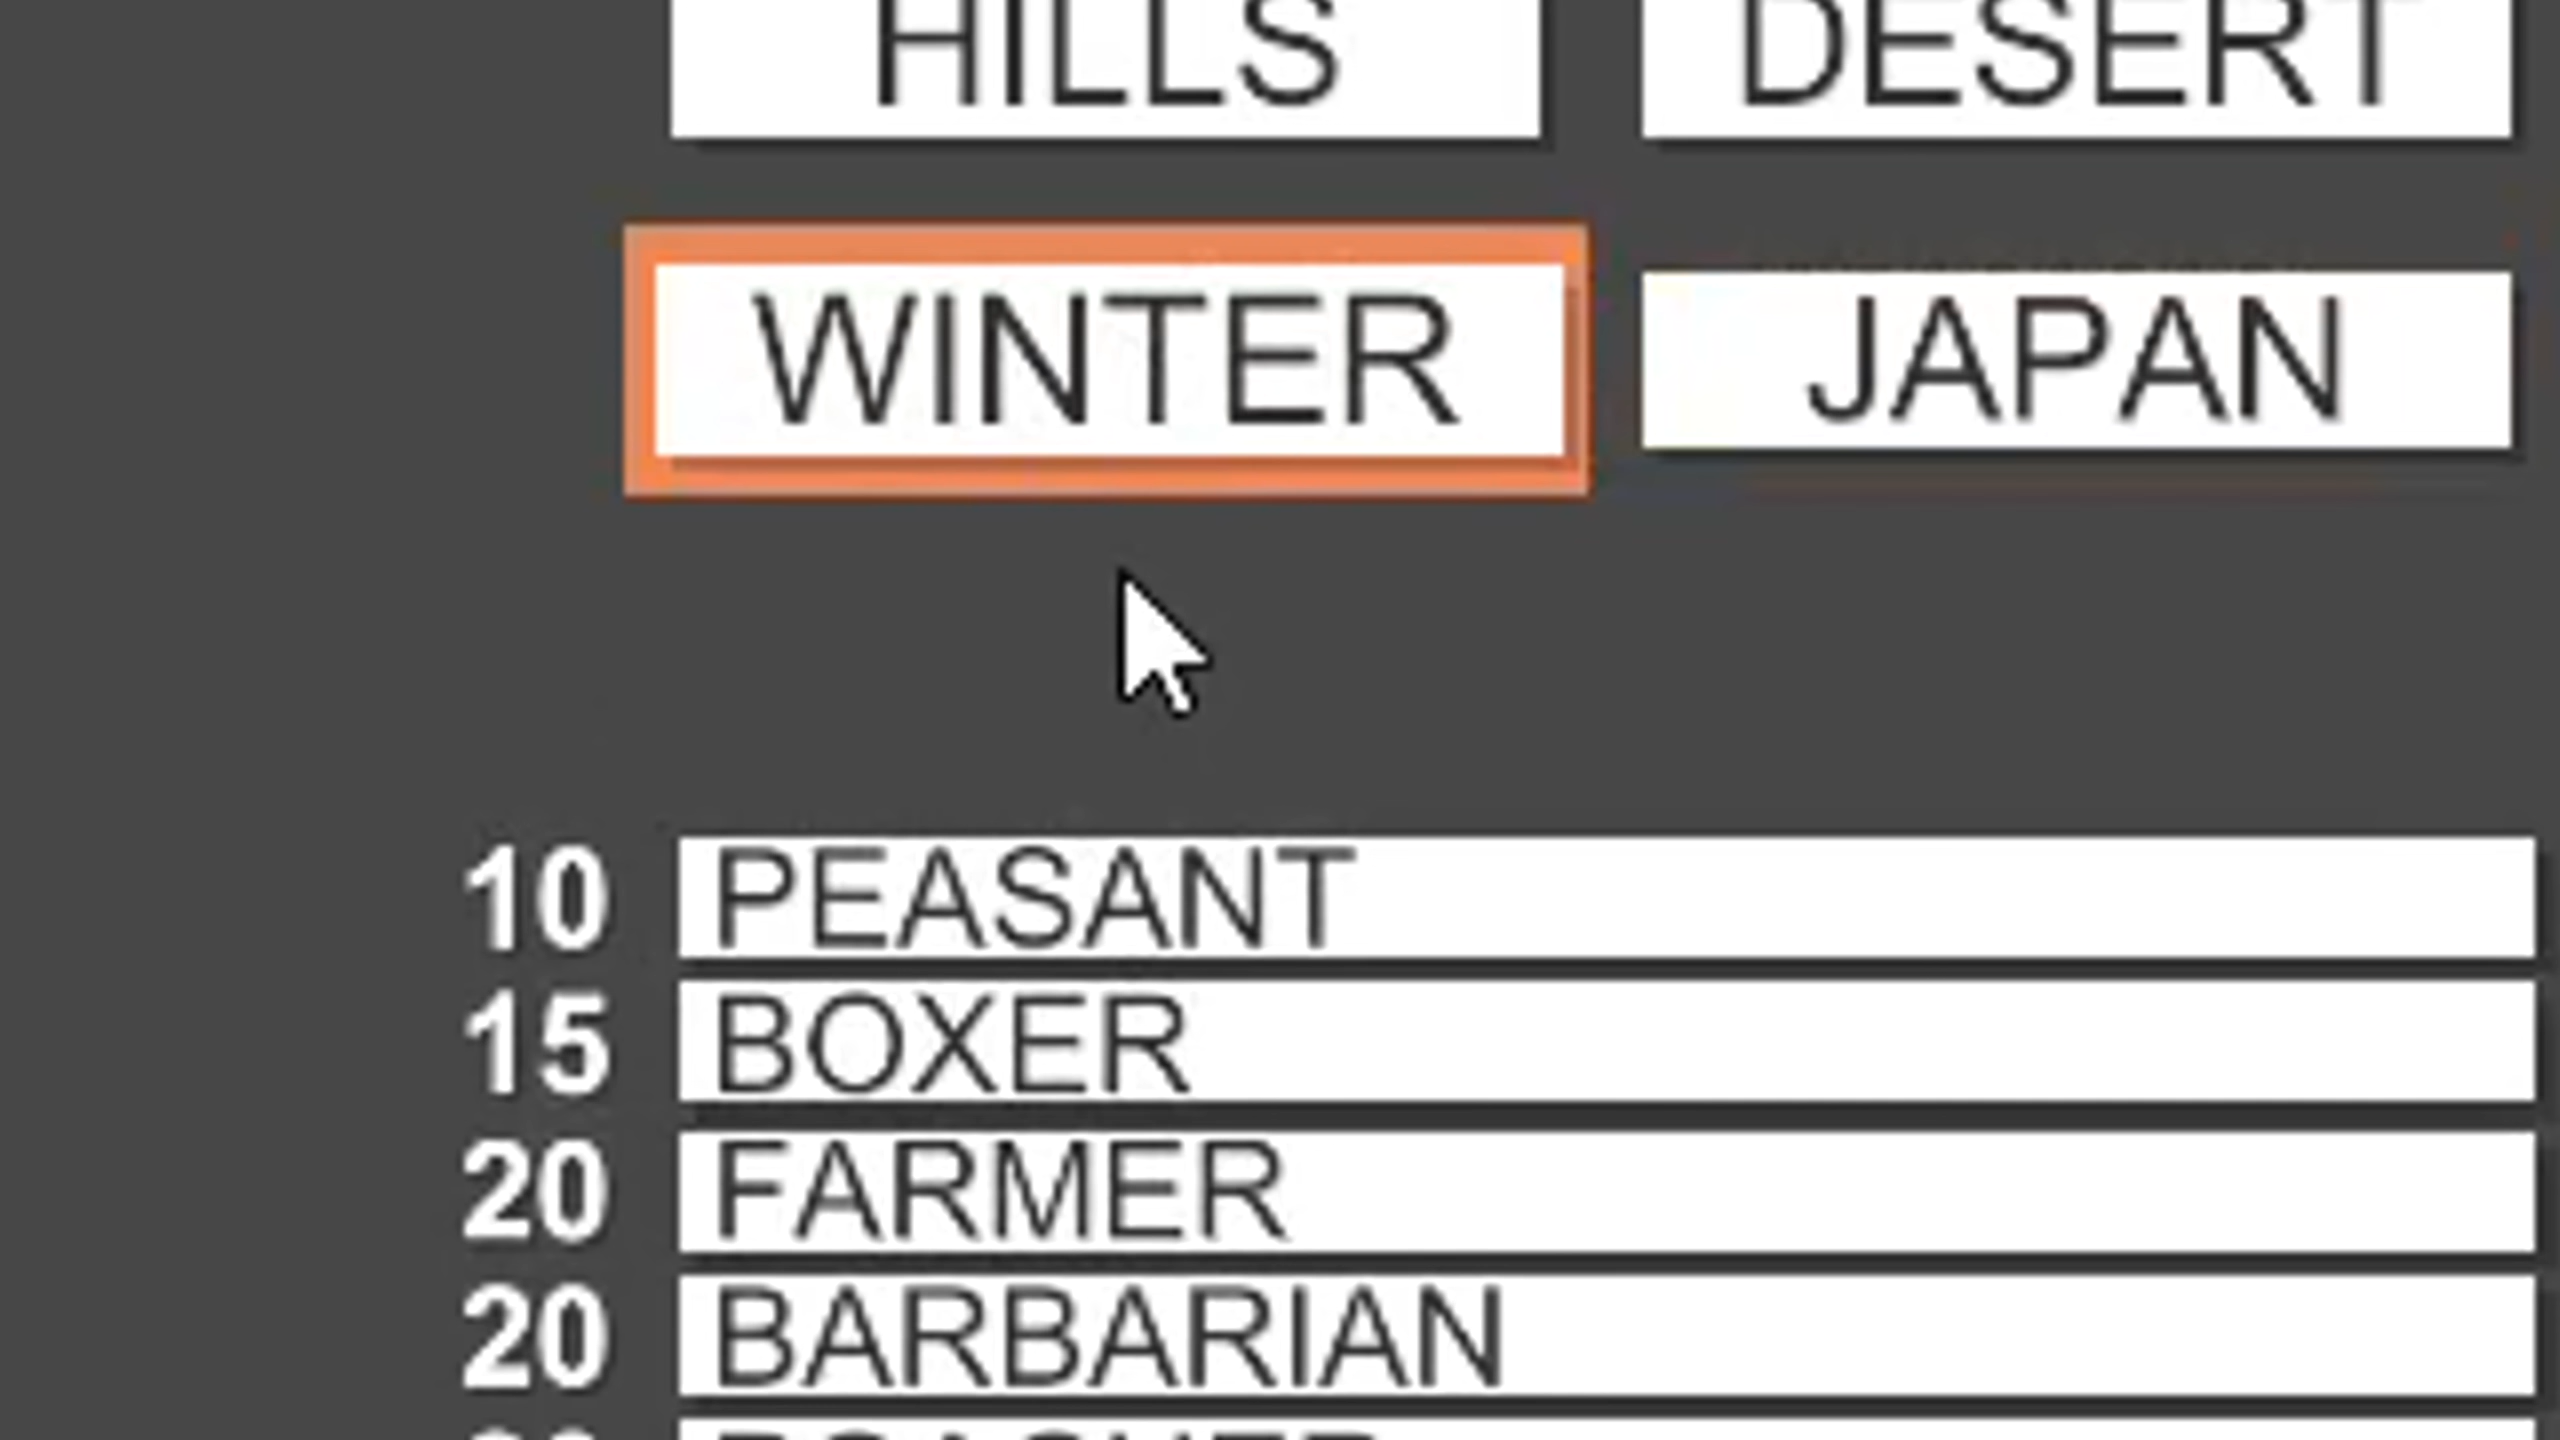 HILLS DESERT
WINTER JAPAN
10 PEASANT
15 BOXER
20 FARMER
20 BARBARIAN